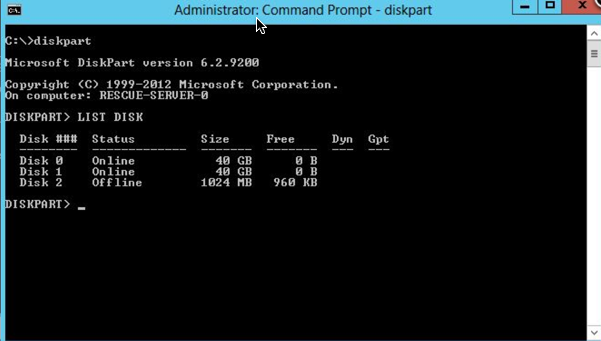 Administrator: Command Prompt - diskpart
C:\>diskpart
Microsoft DiskPart version 6.2.9200
Copyright (C) 1999-2012 Microsoft Corporation.
On computer: RESCUE-SERVER-0
DISKPART> LIST DISK
Disk ### Status Size Free Dyn Gpt
-------- ------------- ------- ------- --- ---
Disk 0 Online 40 GB 0 B
Disk 1 Online 40 GB 0 B
Disk 2 Offline 1024 MB 960 KB
DISKPART> _